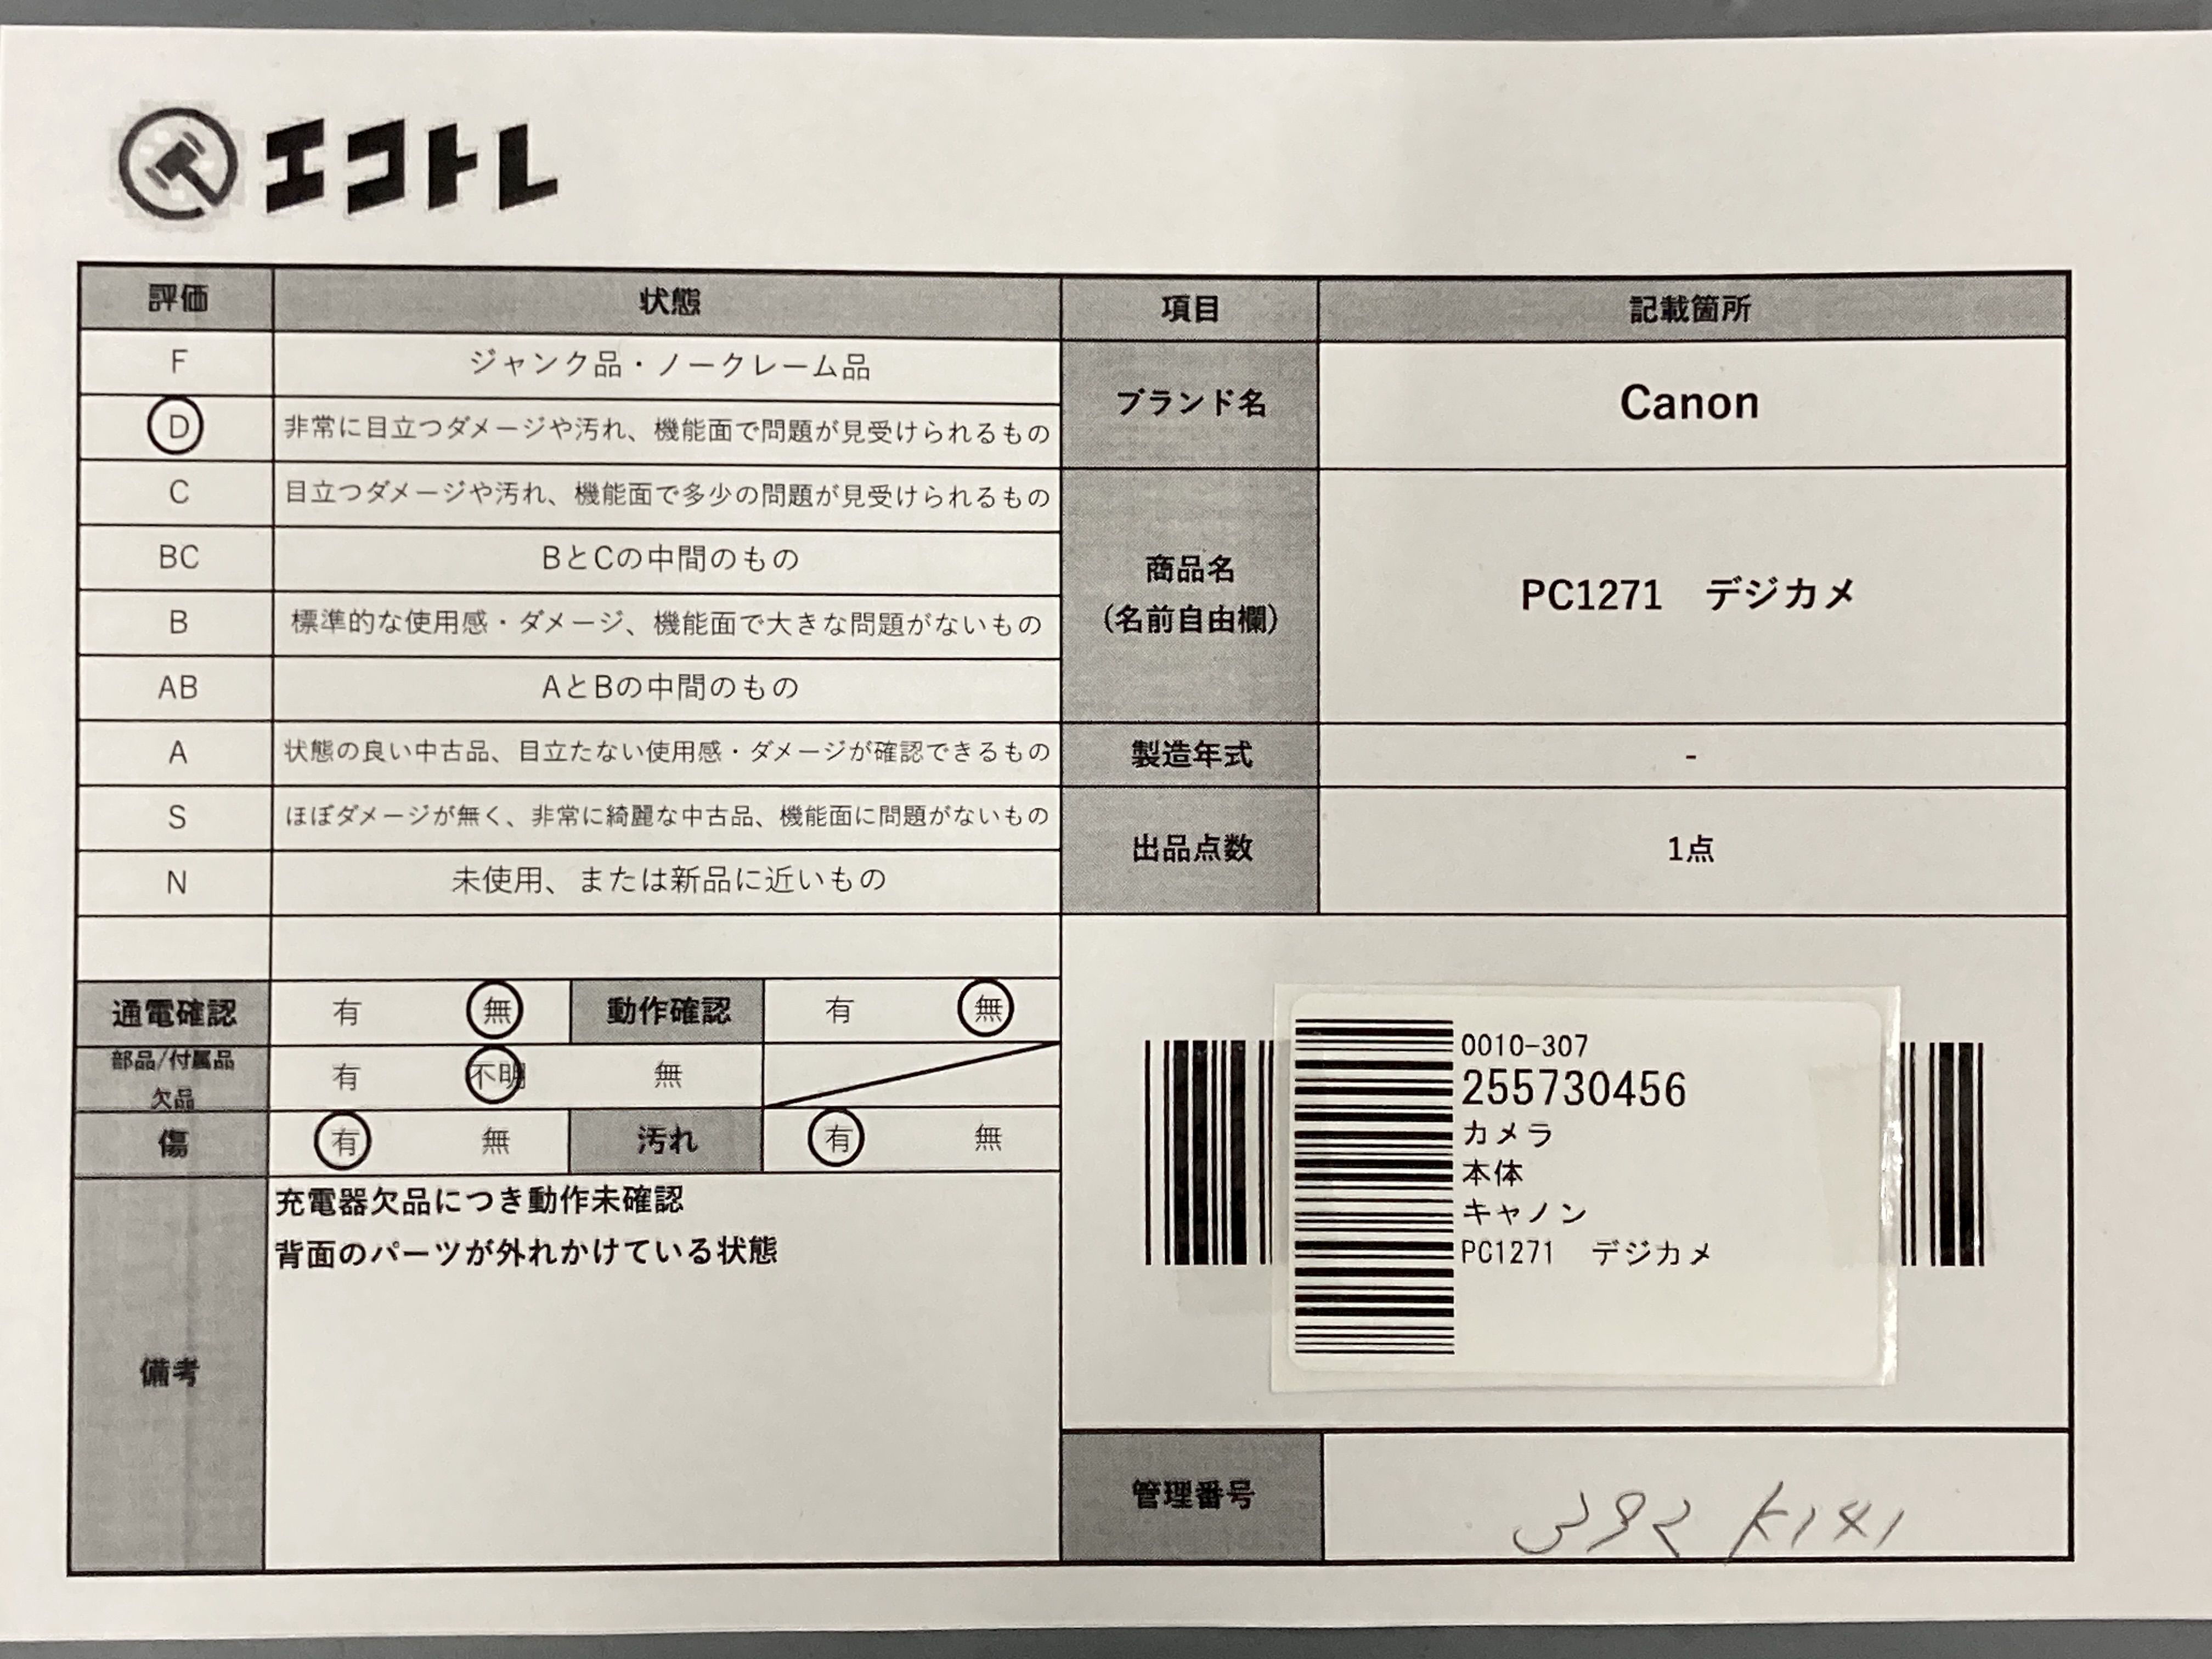 エコトレ
評価 状態 項目 記載箇所
F ジャンク品・ノークレーム品
D 非常に目立つダメージや汚れ、機能面で問題が見受けられるもの
ブランド名 Canon
C 目立つダメージや汚れ、機能面で多少の問題が見受けられるもの
BC BとCの中間のもの
B 標準的な使用感・ダメージ、機能面で大きな問題がないもの
商品名
(名前自由欄)
PC1271 デジカメ
AB AとBの中間のもの
A 状態の良い中古品、目立たない使用感・ダメージが確認できるもの
製造年式 -
S ほぼダメージが無く、非常に綺麗な中古品、機能面に問題がないもの
出品点数 1点
N 未使用、または新品に近いもの
通電確認 有 無 動作確認 有 無
部品/付属品
欠品
有 不明 無
傷 有 無 汚れ 有 無
備考
充電器欠品につき動作未確認
背面のパーツが外れかけている状態
0010-307
255730456
カメラ
本体
キャノン
PC1271 デジカメ
管理番号
392